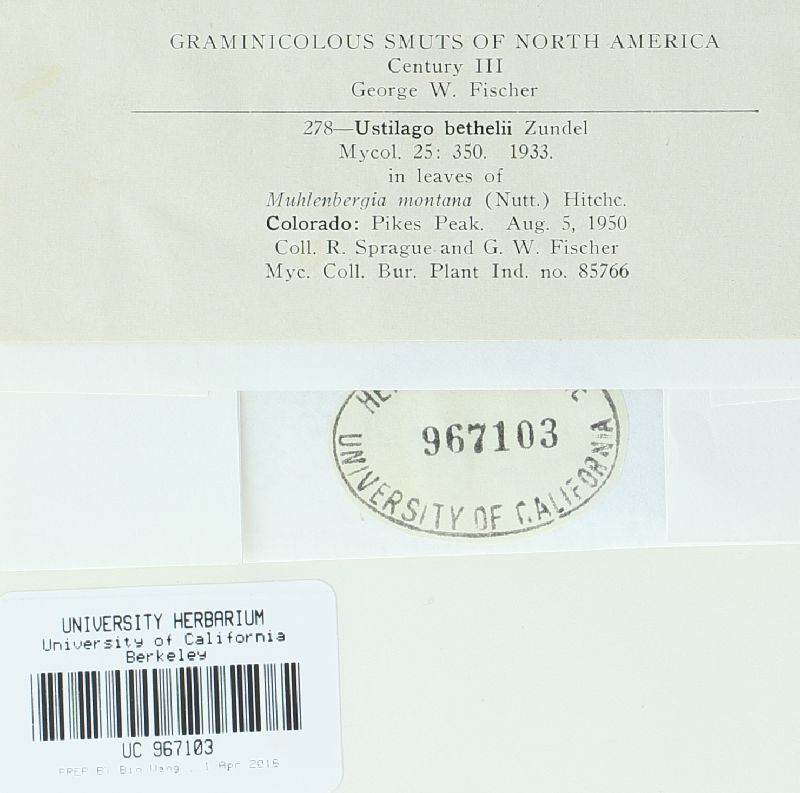 GRAMINICOLOUS SMUTS OF NORTH AMERICA
Century III
George W. Fischer
278—Ustilago bethelii Zundel
Mycol. 25: 350. 1933.
in leaves of
Muhlenbergia montana (Nutt.) Hitchc.
Colorado: Pikes Peak. Aug. 5, 1950
Coll. R. Sprague and G. W. Fischer
Myc. Coll. Bur. Plant Ind. no. 85766
967103
UNIVERSITY OF CALIFORNIA
UNIVERSITY HERBARIUM
University of California
Berkeley
UC 967103
PREP BY Bin Wang . 1 Apr 2016